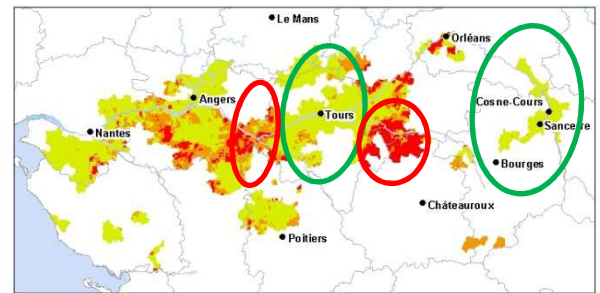 Le Mans
Orléans
Angers
Cosne-Cours
Tours
Sancerre
Nantes
Bourges
Châteauroux
Poitiers